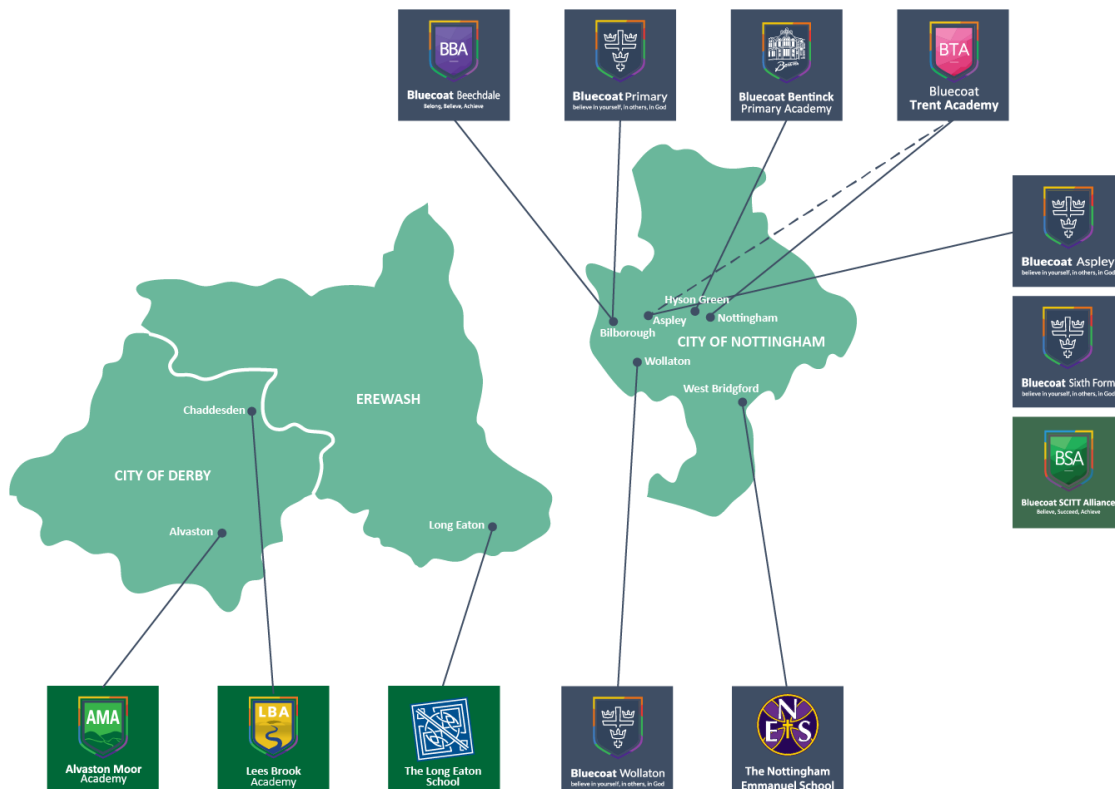 BBA
Bluecoat Beechdale
Belong, Believe, Achieve
Bluecoat Primary
believe in yourself, in others, in God
Bentinck
Bluecoat Bentinck
Primary Academy
BTA
Bluecoat
Trent Academy
Bluecoat Aspley
believe in yourself, in others, in God
Bluecoat Sixth Form
believe in yourself, in others, in God
BSA
Bluecoat SCITT Alliance
Believe, Succeed, Achieve
Hyson Green
Bilborough
Aspley
Nottingham
CITY OF NOTTINGHAM
Wollaton
West Bridgford
Chaddesden
EREWASH
CITY OF DERBY
Alvaston
Long Eaton
AMA
Alvaston Moor
Academy
LBA
Lees Brook
Academy
The Long Eaton
School
Bluecoat Wollaton
believe in yourself, in others, in God
N
E S
The Nottingham
Emmanuel School